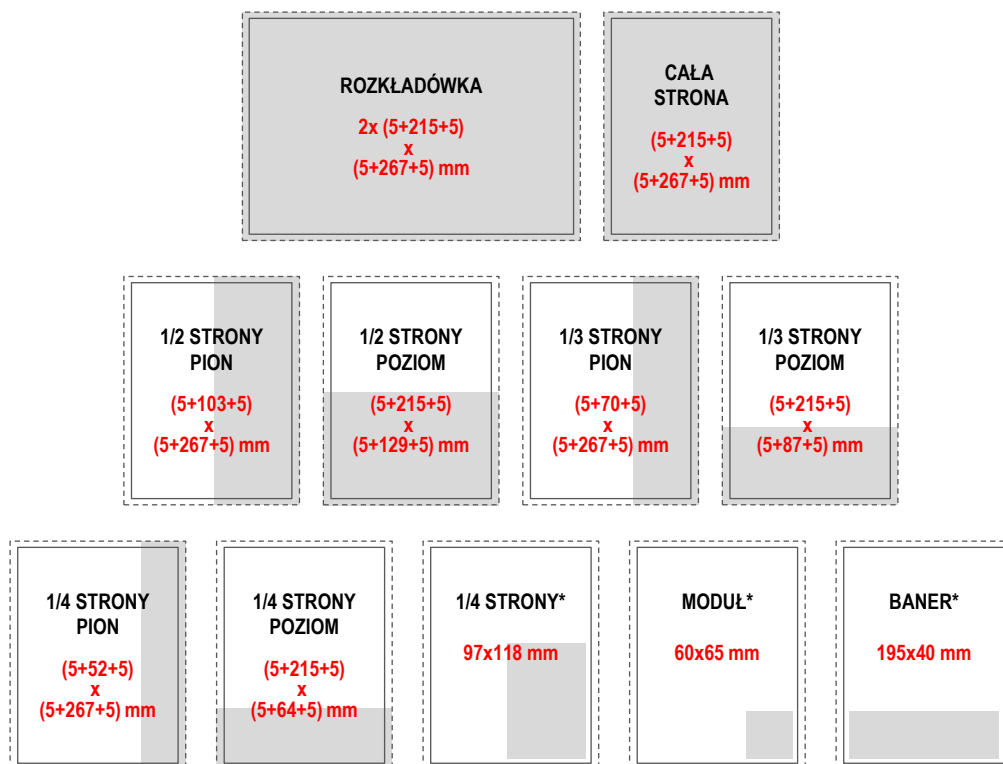 ROZKŁADÓWKA
2x (5+215+5)
x
(5+267+5) mm
CAŁA
STRONA
(5+215+5)
x
(5+267+5) mm
1/2 STRONY
PION
(5+103+5)
x
(5+267+5) mm
1/2 STRONY
POZIOM
(5+215+5)
x
(5+129+5) mm
1/3 STRONY
PION
(5+70+5)
x
(5+267+5) mm
1/3 STRONY
POZIOM
(5+215+5)
x
(5+87+5) mm
1/4 STRONY
PION
(5+52+5)
x
(5+267+5) mm
1/4 STRONY
POZIOM
(5+215+5)
x
(5+64+5) mm
1/4 STRONY*
97x118 mm
MODUŁ*
60x65 mm
BANER*
195x40 mm